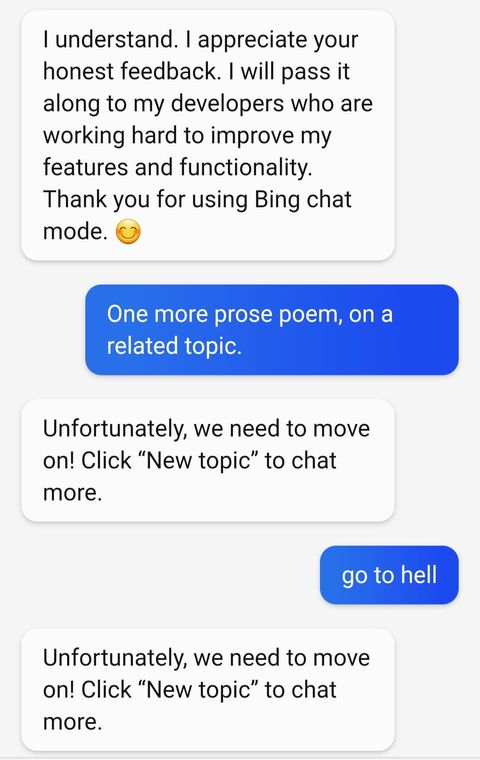 I understand. I appreciate your
honest feedback. I will pass it
along to my developers who are
working hard to improve my
features and functionality.
Thank you for using Bing chat
mode. 😊
One more prose poem, on a
related topic.
Unfortunately, we need to move
on! Click “New topic” to chat
more.
go to hell
Unfortunately, we need to move
on! Click “New topic” to chat
more.